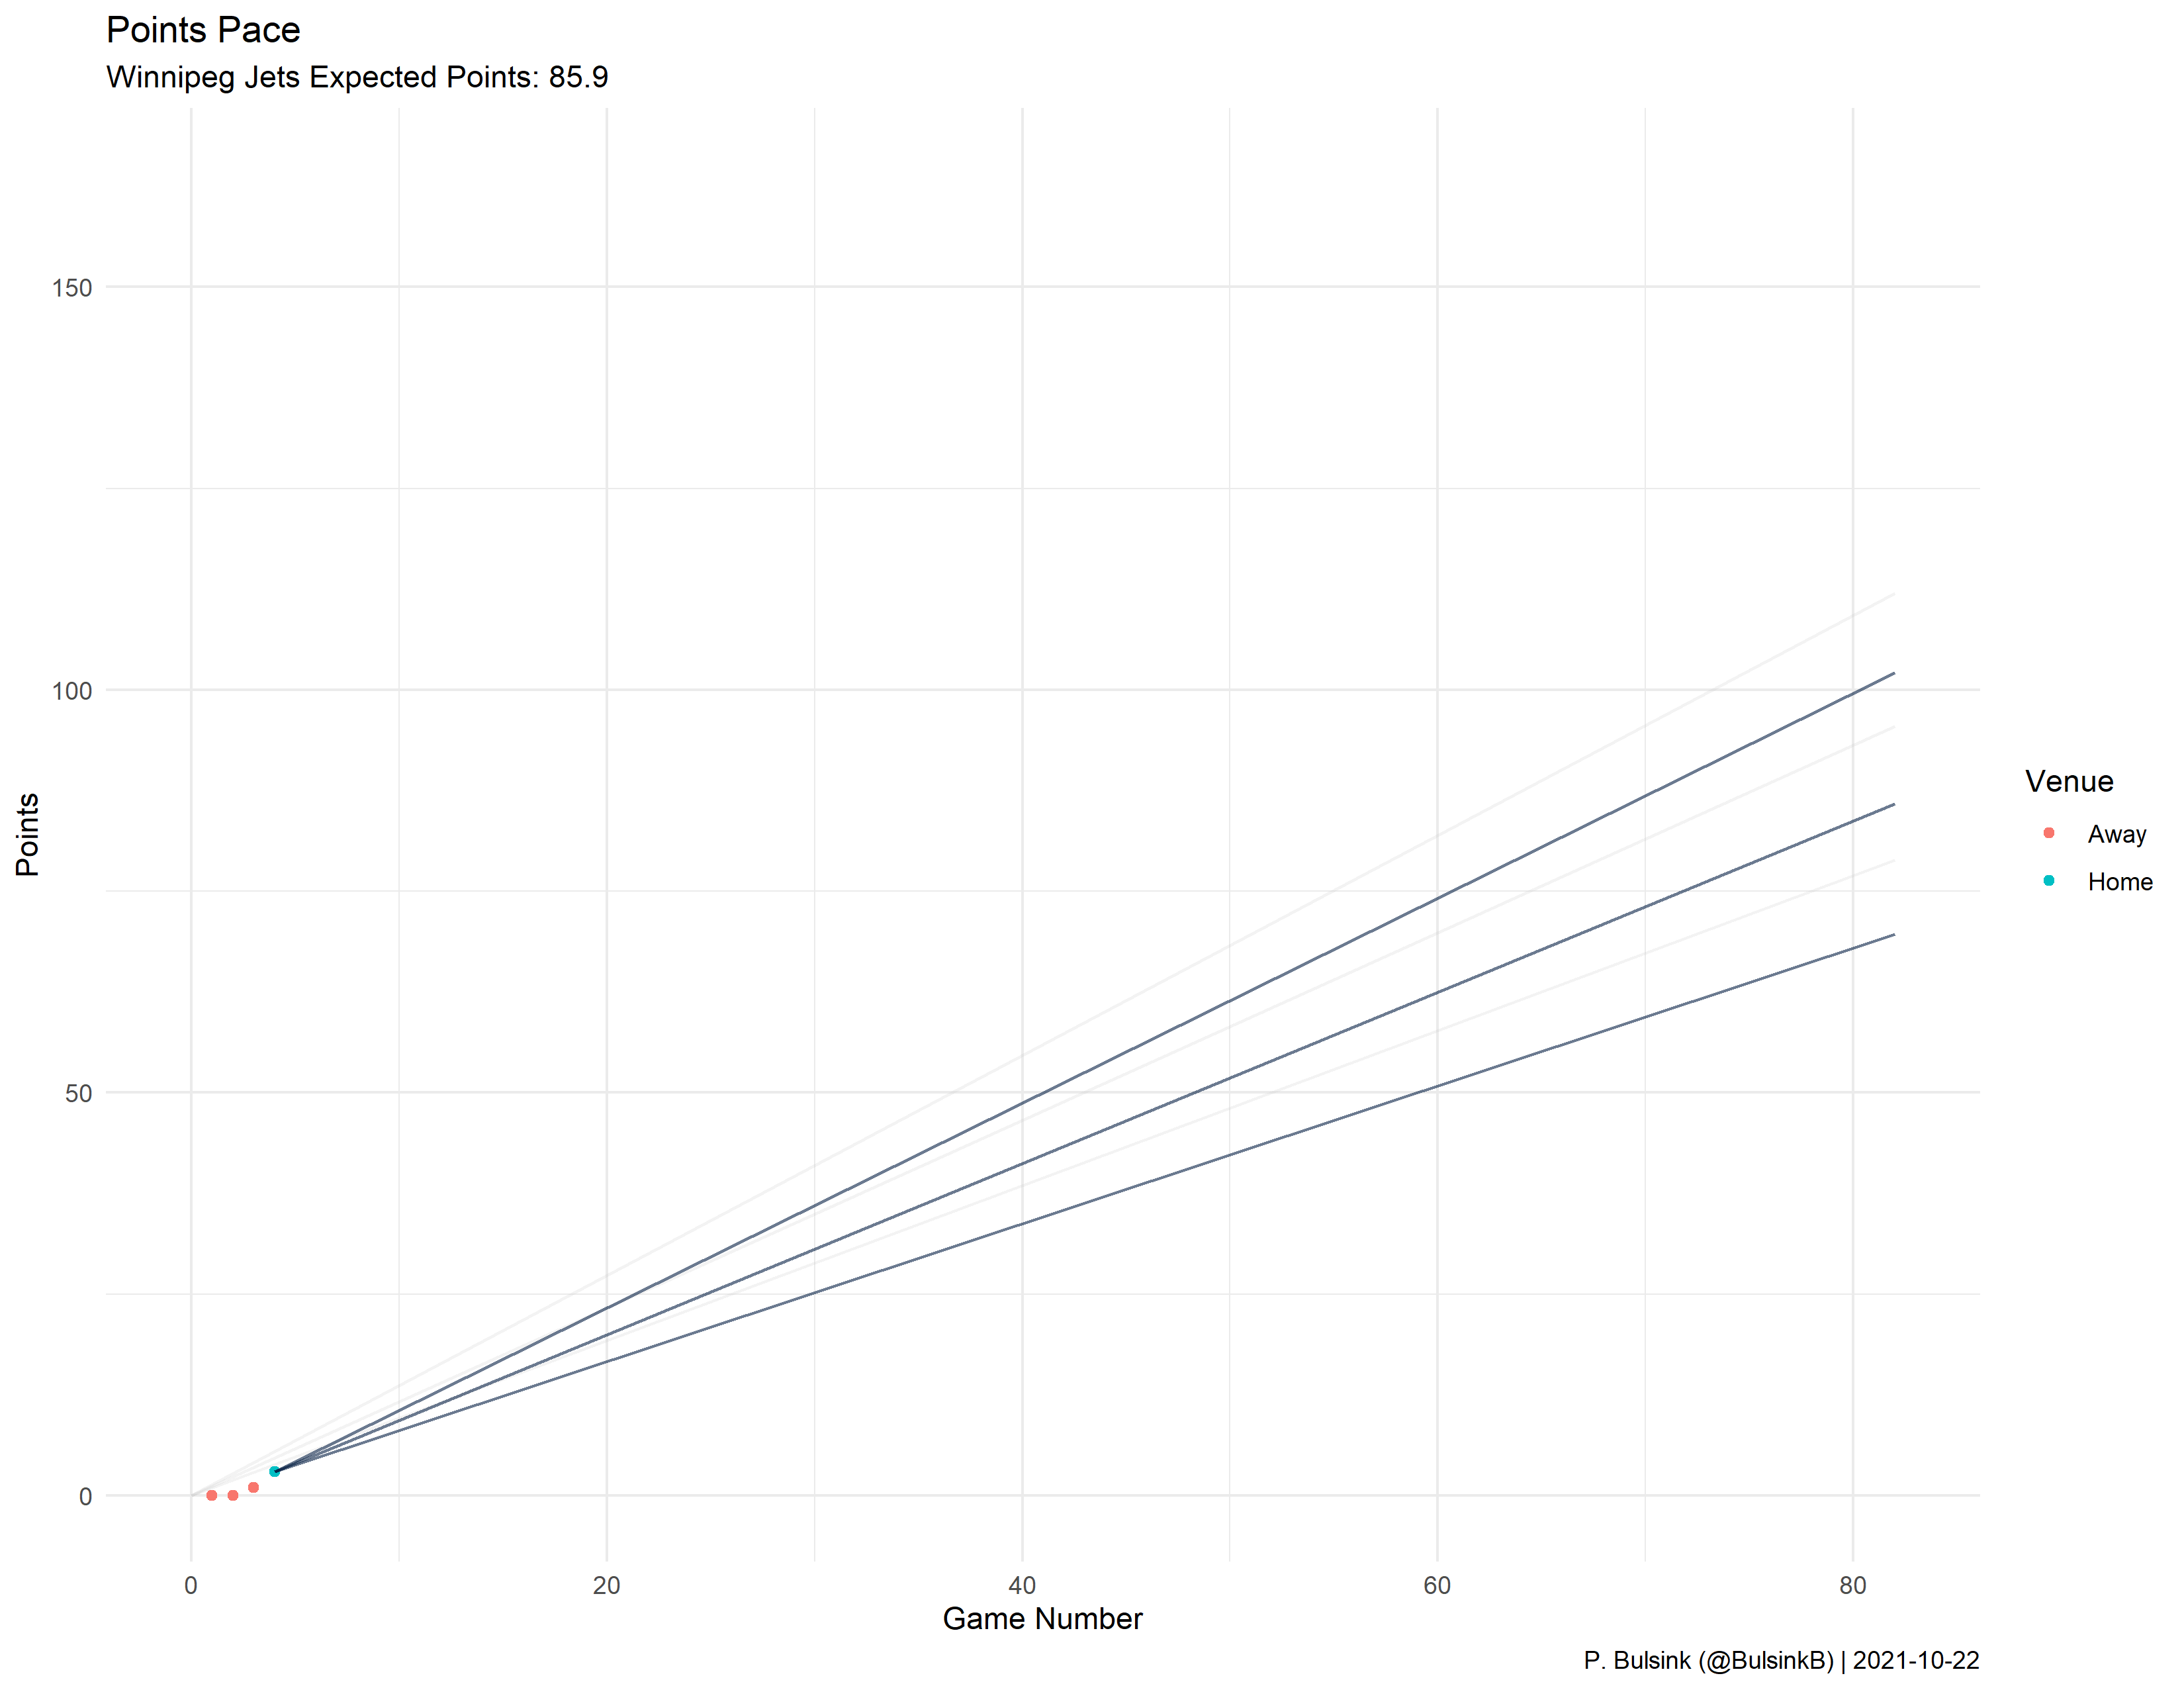 Points Pace
Winnipeg Jets Expected Points: 85.9
150
100
50
0
Points
0 20 40 60 80
Game Number
Venue
Away
Home
P. Bulsink (@BulsinkB) | 2021-10-22